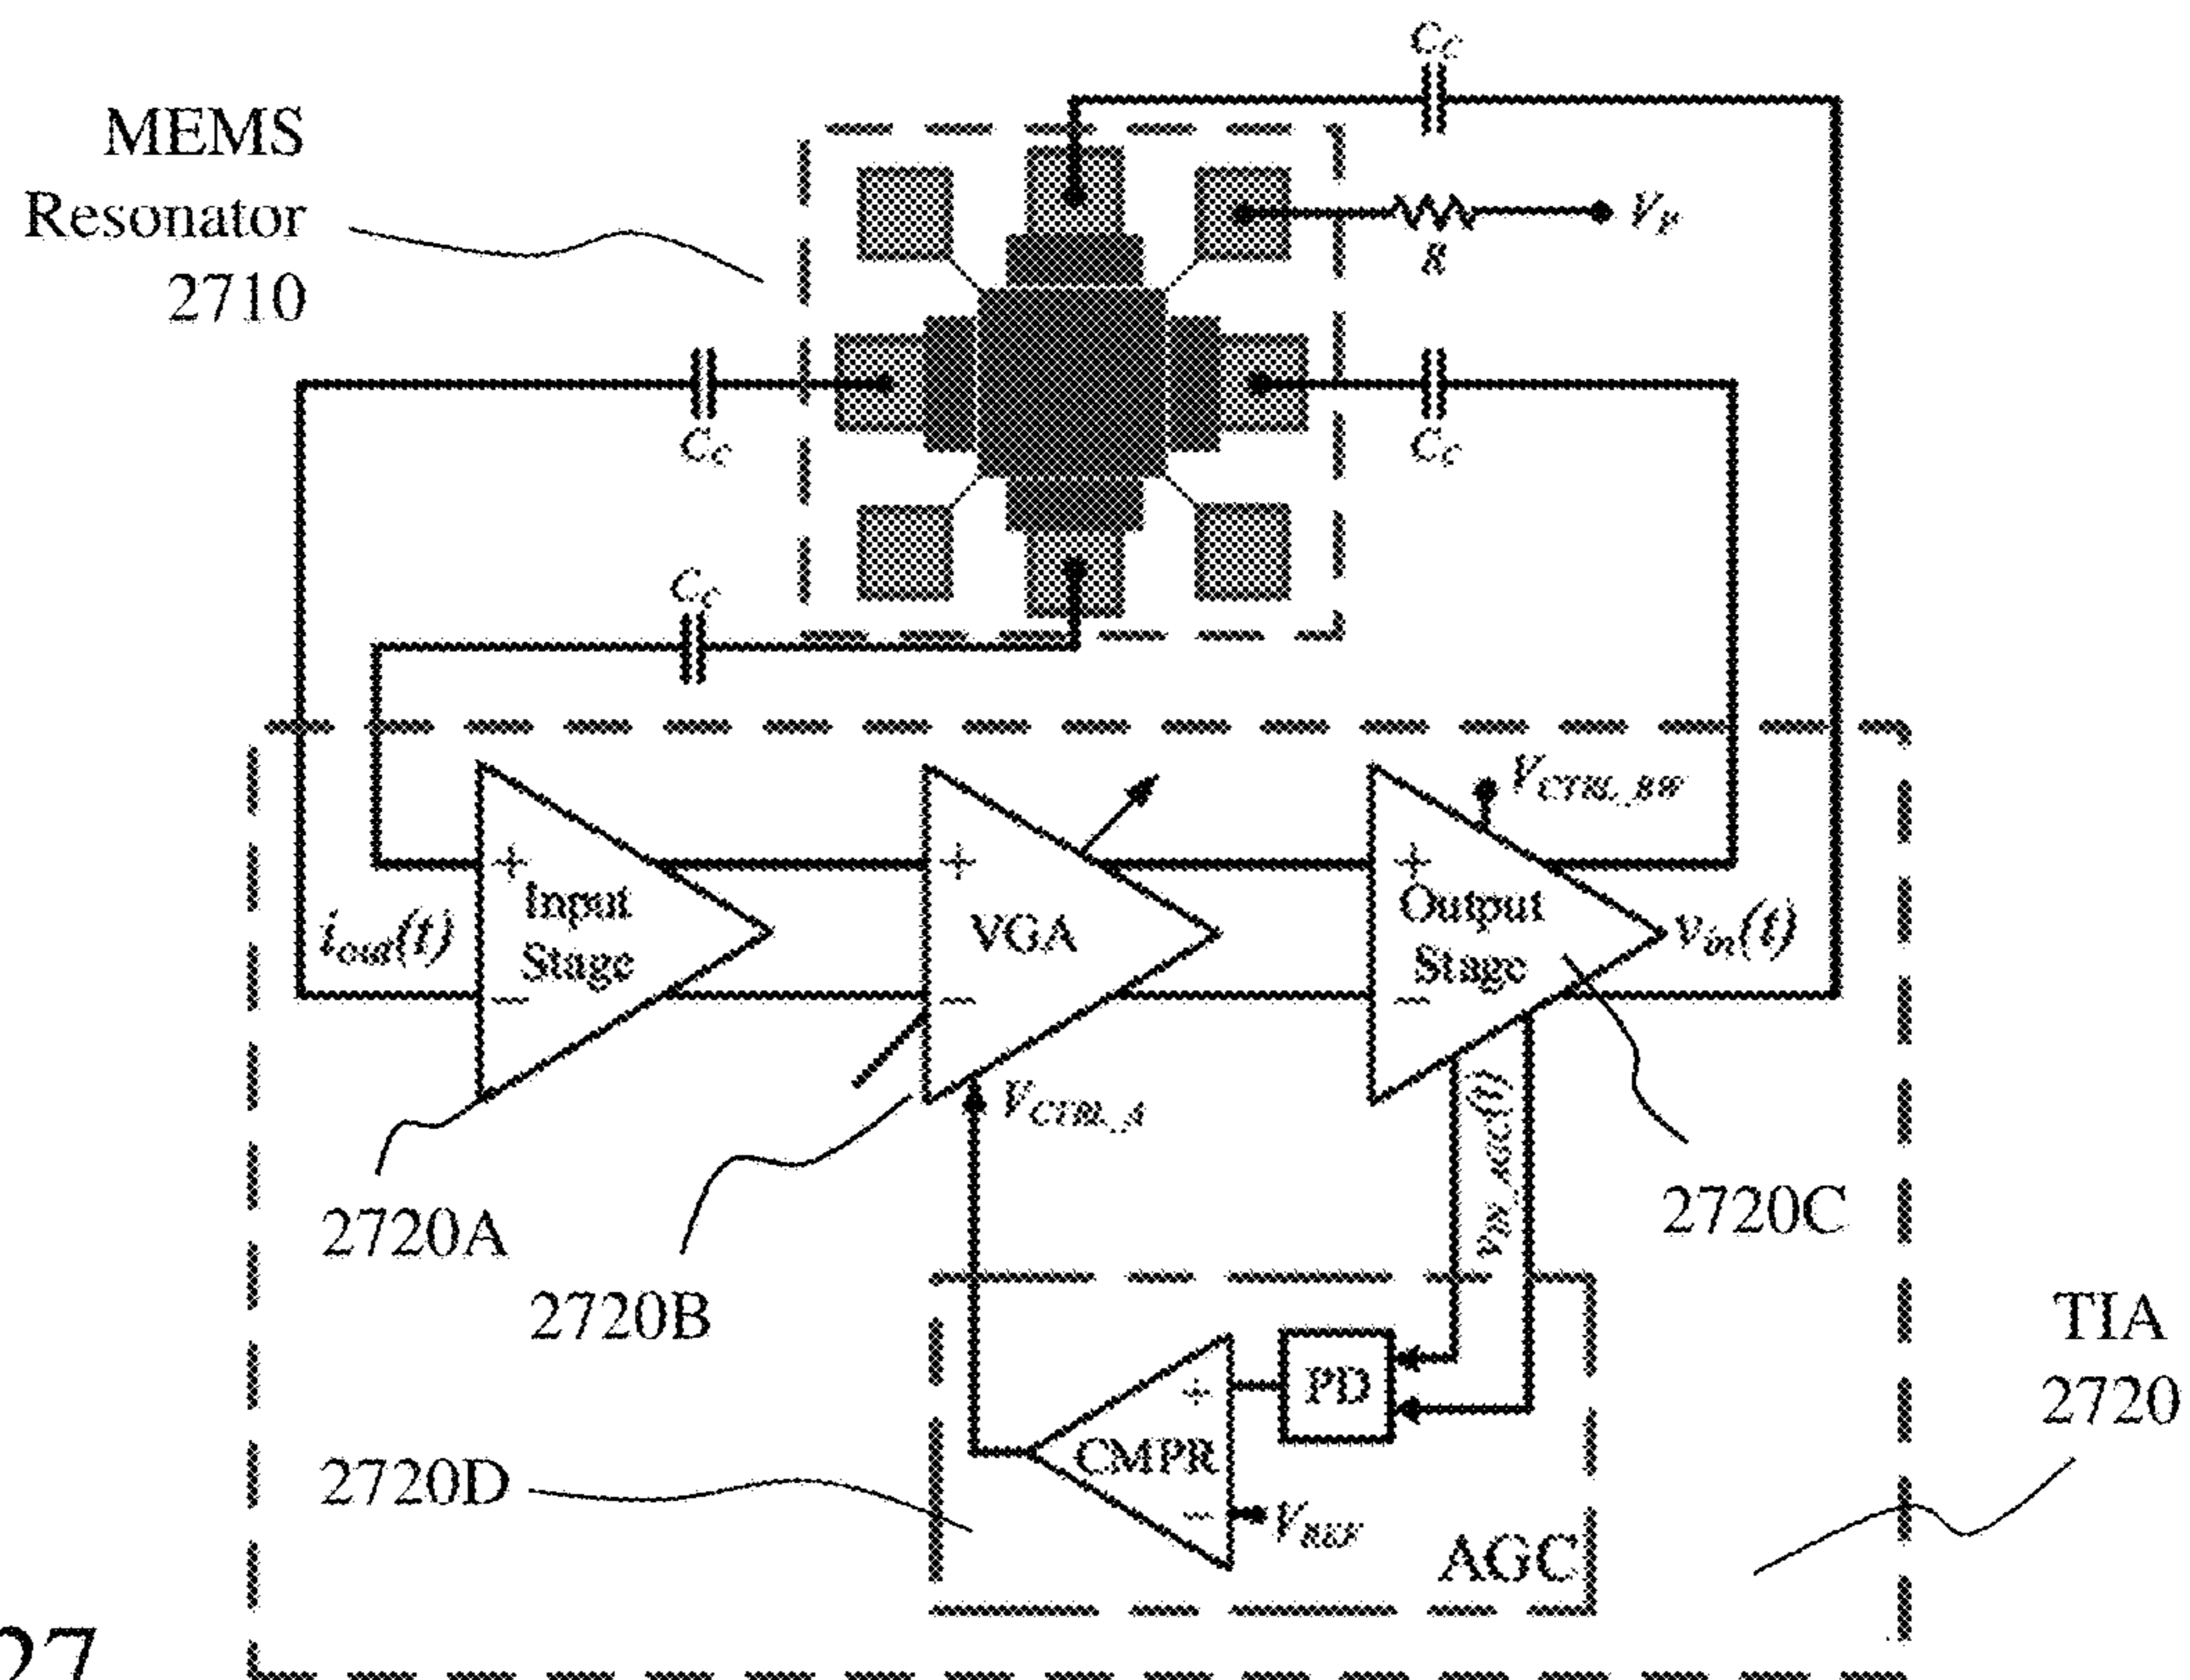 C_C
MEMS
Resonator
2710
V_P
R
C_C
C_C
C_C
V_CTRL_BW
+
+
+
Input
Stage
VGA
Output
Stage
i_out(t)
v_in(t)
−
−
−
V_CTRL_A
v_IN_AGC(t)
2720A
2720B
2720C
TIA
2720
+
PD
CMPR
2720D
−
V_REF
AGC
27